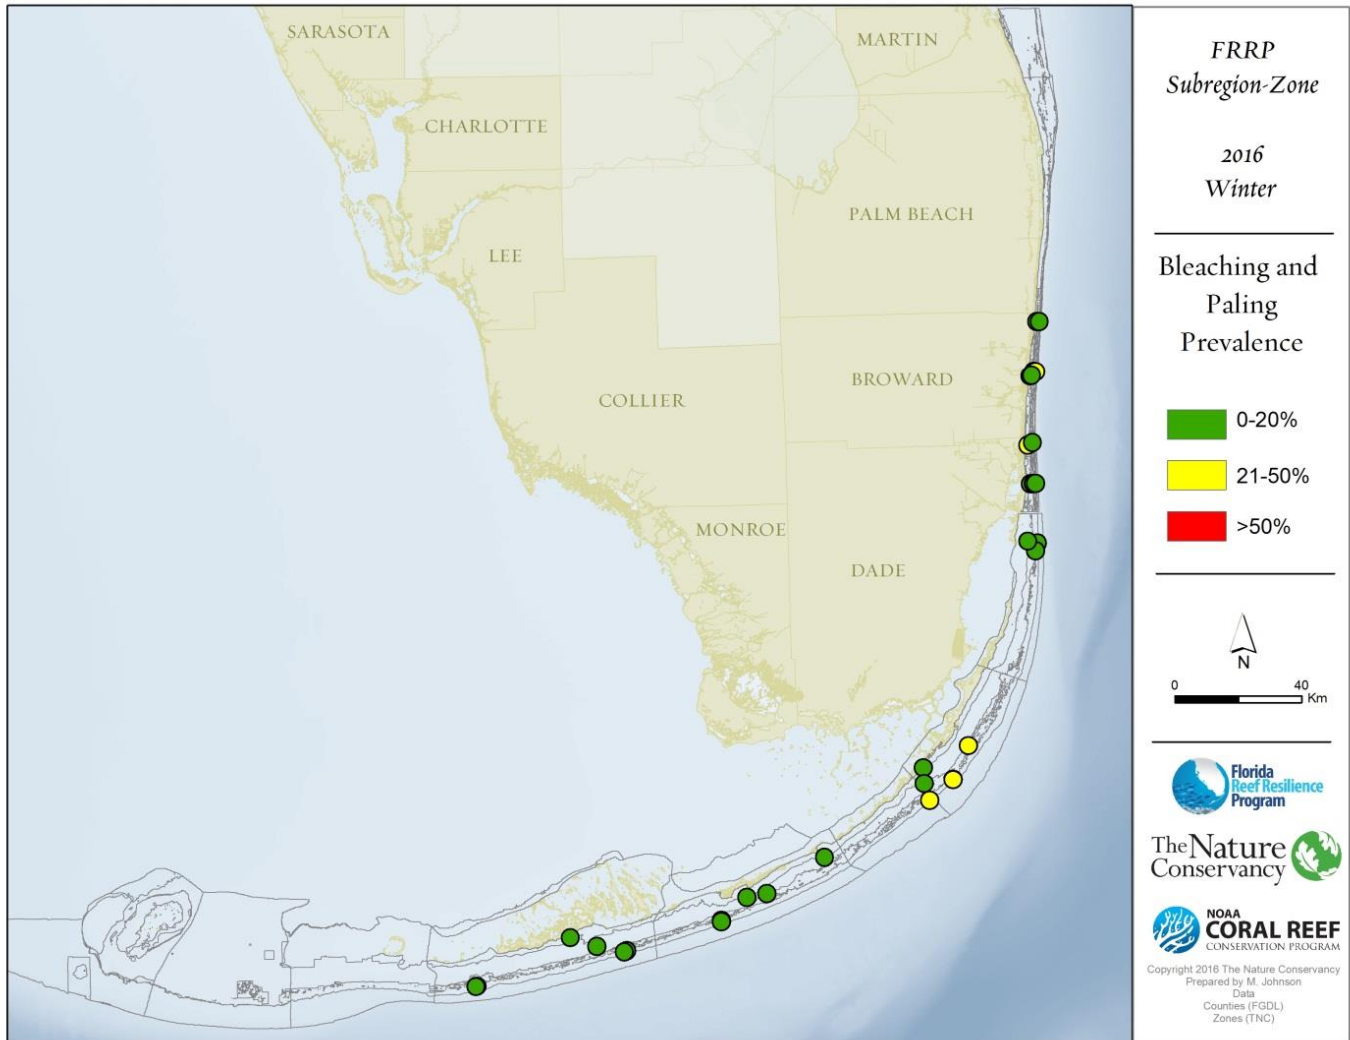 SARASOTA
MARTIN
CHARLOTTE
PALM BEACH
LEE
BROWARD
COLLIER
MONROE
DADE
FRRP
Subregion-Zone
2016
Winter
Bleaching and
Paling
Prevalence
0-20%
21-50%
>50%
N
0 40
Km
Florida
Reef Resilience
Program
The Nature
Conservancy
NOAA
CORAL REEF
CONSERVATION PROGRAM
Copyright 2016 The Nature Conservancy
Prepared by M. Johnson
Data
Counties (FGDL)
Zones (TNC)